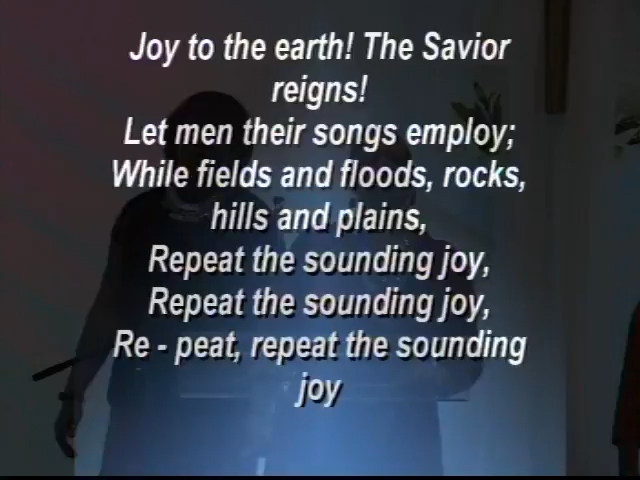 Joy to the earth! The Savior
reigns!
Let men their songs employ;
While fields and floods, rocks,
hills and plains,
Repeat the sounding joy,
Repeat the sounding joy,
Re - peat, repeat the sounding
joy